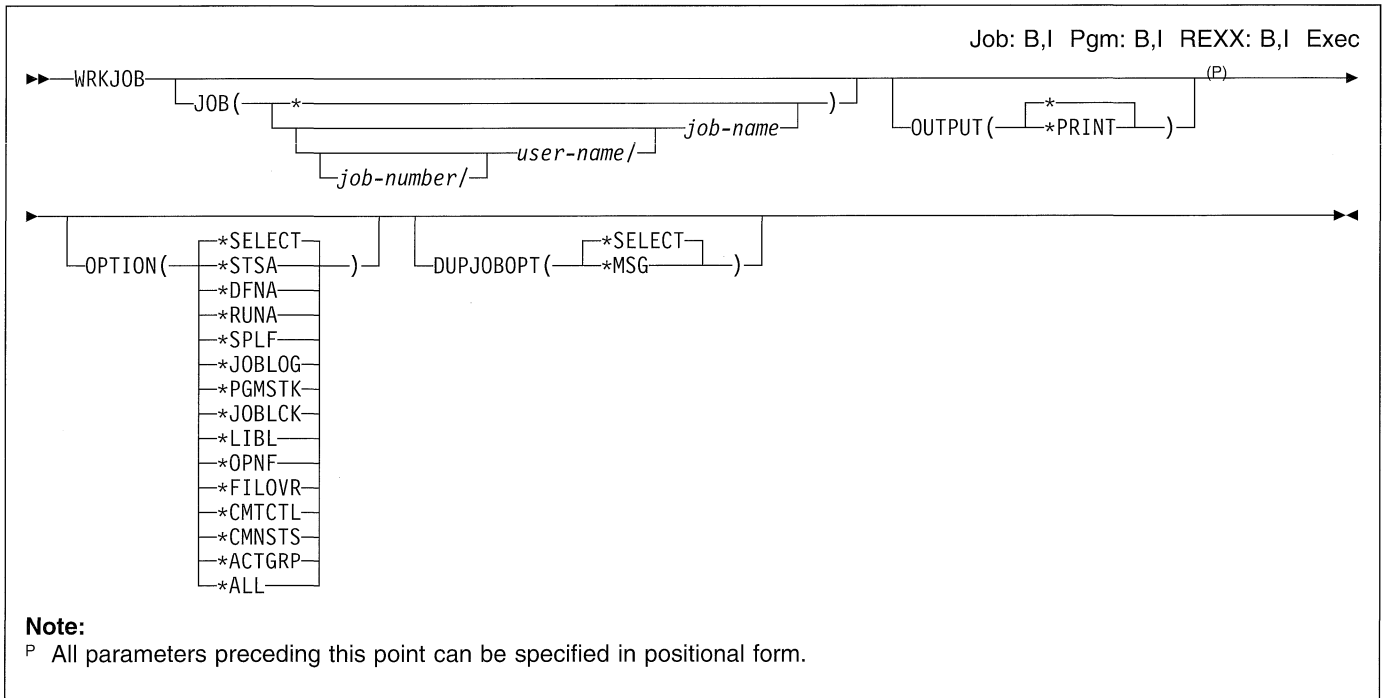 Job: B,I Pgm: B,I REXX: B,I Exec
WRKJOB
(P)
JOB( * )
OUTPUT( *
*PRINT )
job-name
user-name/
job-number/
OPTION( *SELECT
*STSA )
*DFNA
*RUNA
*SPLF
*JOBLOG
*PGMSTK
*JOBLCK
*LIBL
*OPNF
*FILOVR
*CMTCTL
*CMNSTS
*ACTGRP
*ALL
DUPJOBOPT( *SELECT
*MSG )
Note:
P All parameters preceding this point can be specified in positional form.